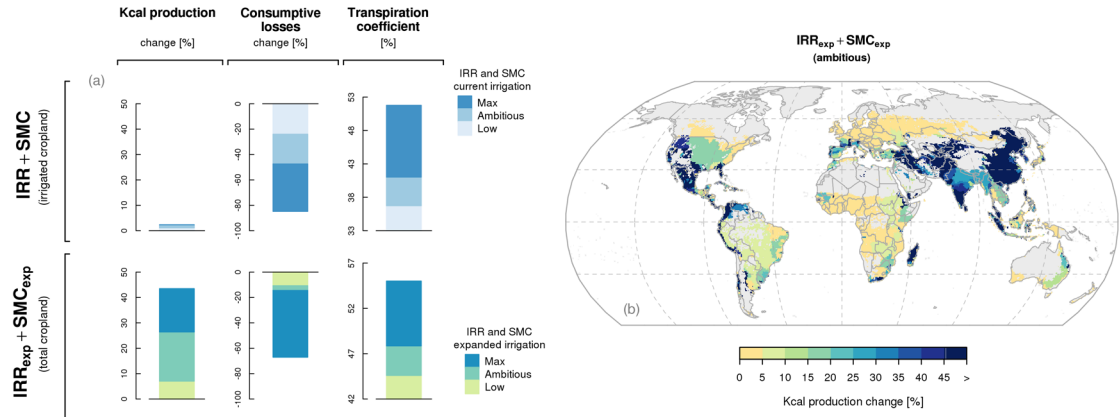 Kcal production
change [%]
Consumptive
losses
change [%]
Transpiration
coefficient
[%]
(a)
IRR + SMC
(irrigated cropland)
50
40
30
20
10
0
0
-20
-40
-60
-80
-100
53
48
43
38
33
IRR and SMC
current irrigation
Max
Ambitious
Low
IRRexp + SMCexp
(total cropland)
50
40
30
20
10
0
0
-20
-40
-60
-80
-100
57
52
47
42
IRR and SMC
expanded irrigation
Max
Ambitious
Low
IRRexp + SMCexp
(ambitious)
(b)
0 5 10 15 20 25 30 35 40 45 >
Kcal production change [%]